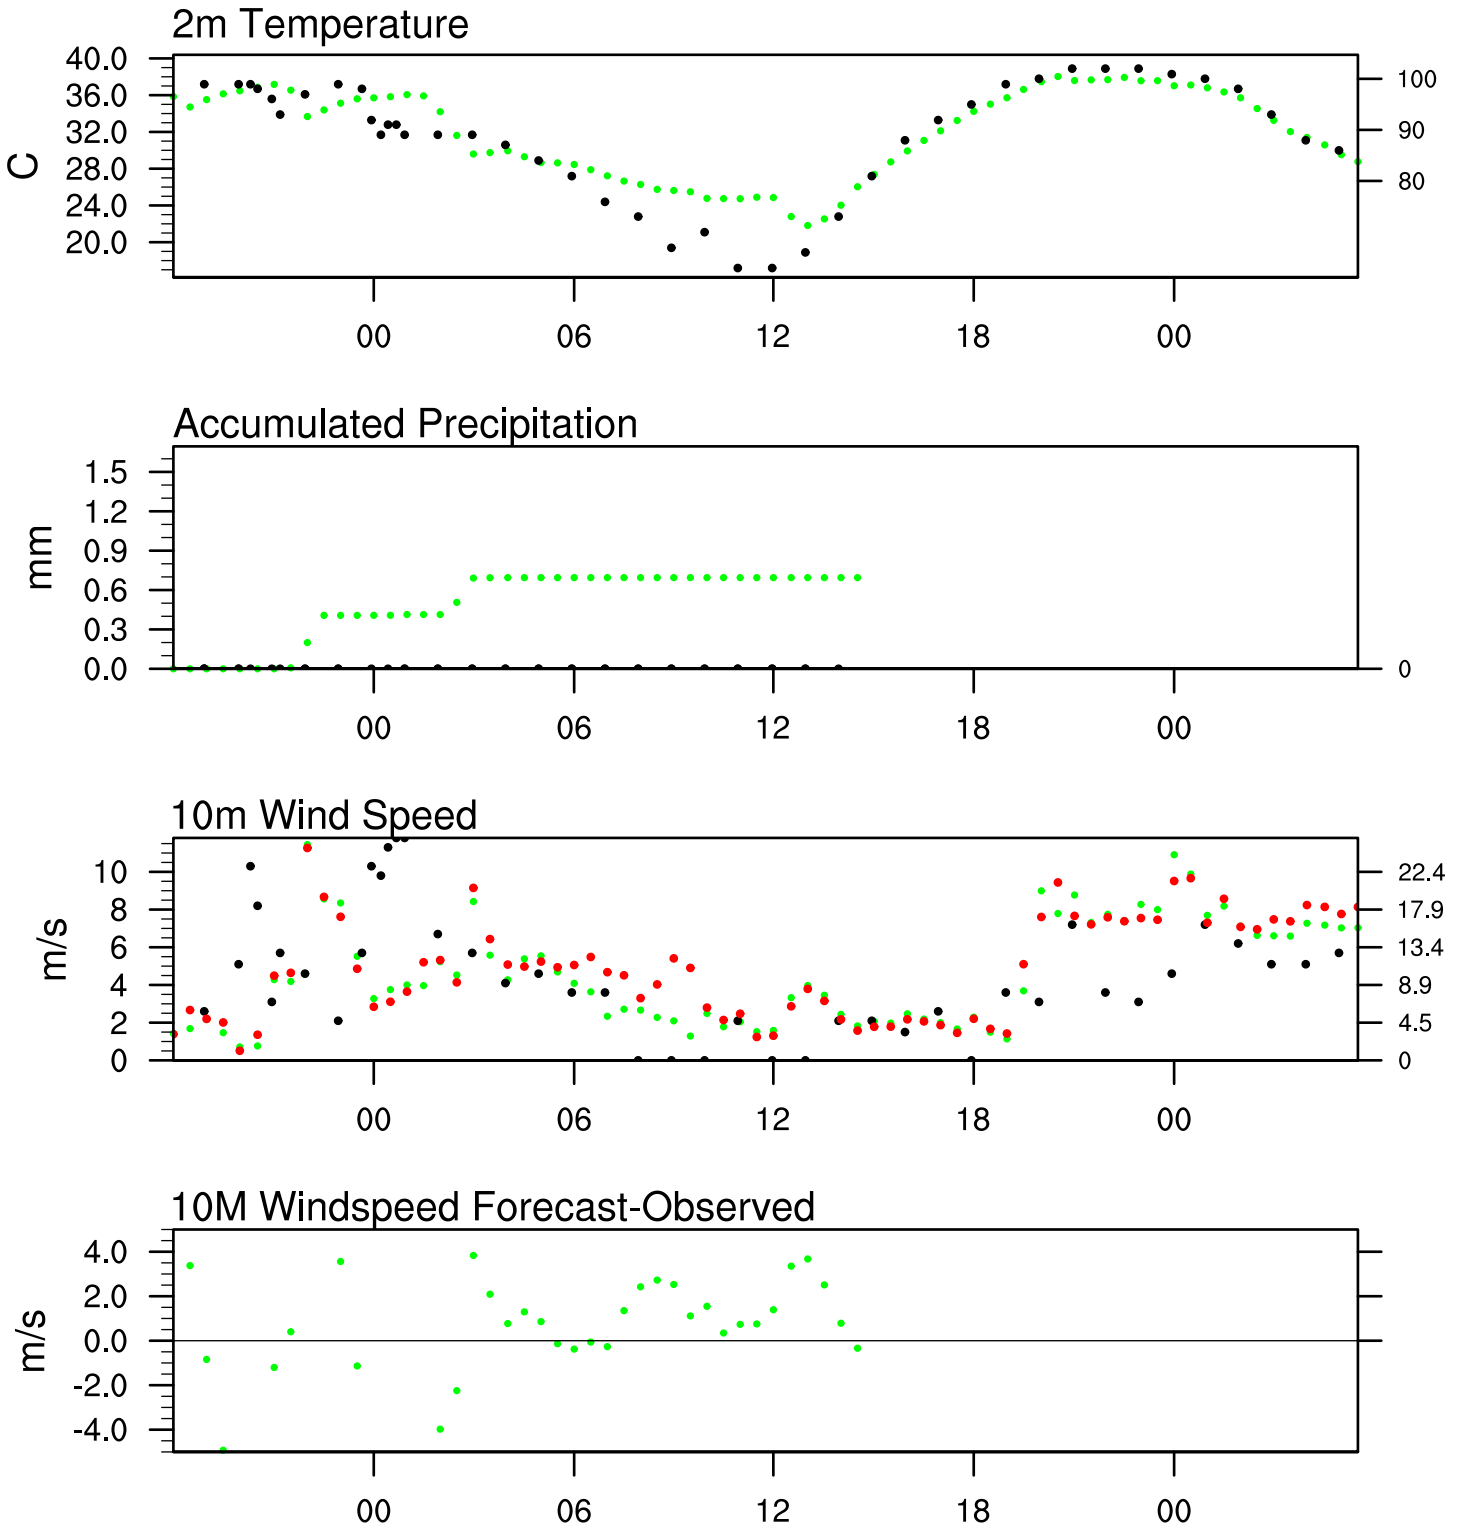 2m Temperature
40.0
36.0
32.0
28.0
24.0
20.0
C
100
90
80
00 06 12 18 00
Accumulated Precipitation
1.5
1.2
0.9
0.6
0.3
0.0
mm
0
00 06 12 18 00
10m Wind Speed
10
8
6
4
2
0
m/s
22.4
17.9
13.4
8.9
4.5
0
00 06 12 18 00
10M Windspeed Forecast-Observed
4.0
2.0
0.0
-2.0
-4.0
m/s
00 06 12 18 00